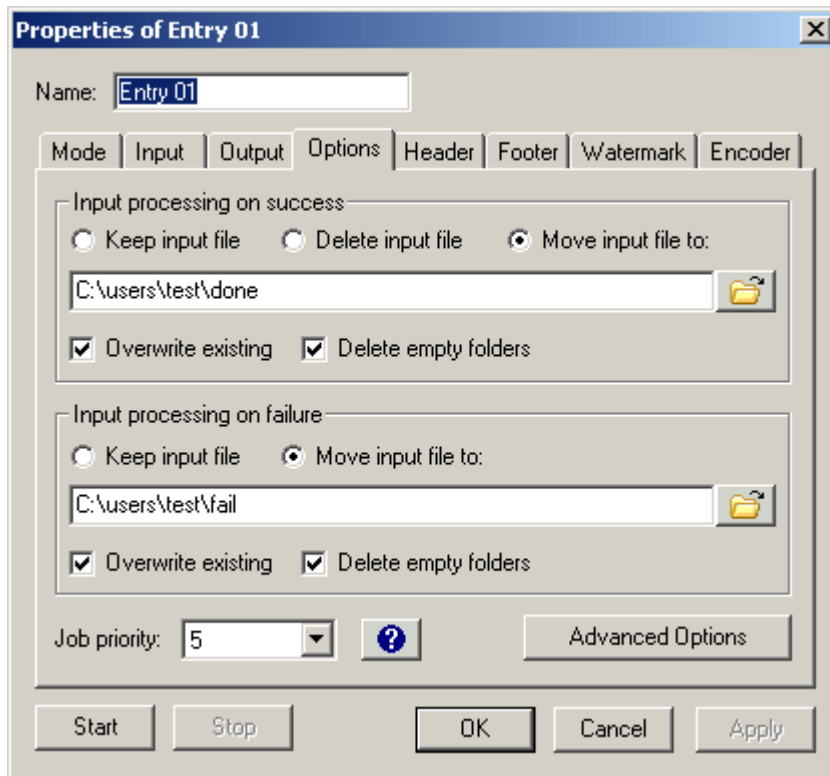 Properties of Entry 01
Name: Entry 01
Mode Input Output Options Header Footer Watermark Encoder
Input processing on success
Keep input file Delete input file Move input file to:
C:\users\test\done
Overwrite existing Delete empty folders
Input processing on failure
Keep input file Move input file to:
C:\users\test\fail
Overwrite existing Delete empty folders
Job priority: 5 ? Advanced Options
Start Stop OK Cancel Apply